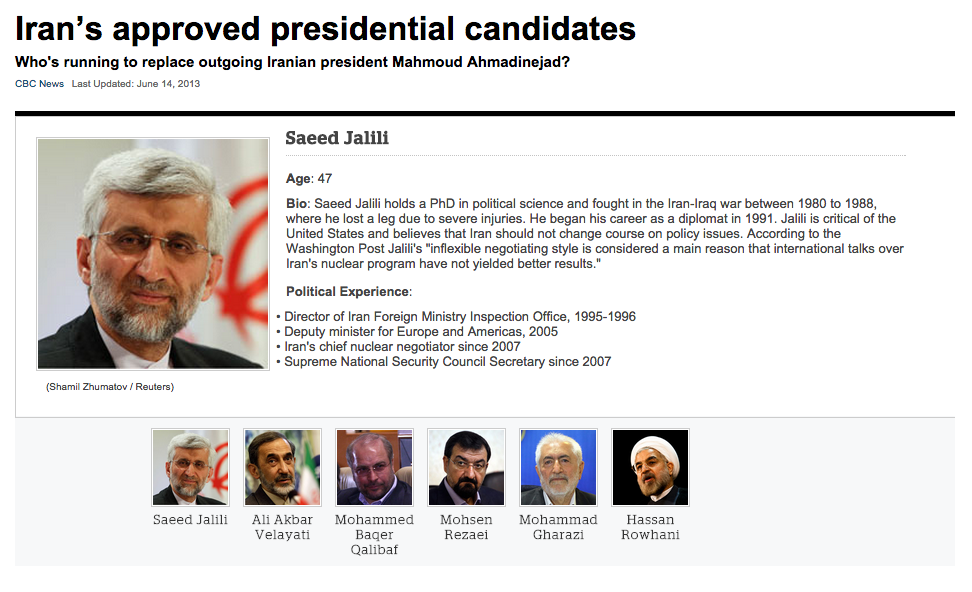 Iran's approved presidential candidates
Who's running to replace outgoing Iranian president Mahmoud Ahmadinejad?
CBC News Last Updated: June 14, 2013
Saeed Jalili
Age: 47
Bio: Saeed Jalili holds a PhD in political science and fought in the Iran-Iraq war between 1980 to 1988,
where he lost a leg due to severe injuries. He began his career as a diplomat in 1991. Jalili is critical of the
United States and believes that Iran should not change course on policy issues. According to the
Washington Post Jalili's "inflexible negotiating style is considered a main reason that international talks over
Iran's nuclear program have not yielded better results."
Political Experience:
• Director of Iran Foreign Ministry Inspection Office, 1995-1996
• Deputy minister for Europe and Americas, 2005
• Iran's chief nuclear negotiator since 2007
• Supreme National Security Council Secretary since 2007
(Shamil Zhumatov / Reuters)
Saeed Jalili
Ali Akbar
Velayati
Mohammed
Baqer
Qalibaf
Mohsen
Rezaei
Mohammad
Gharazi
Hassan
Rowhani